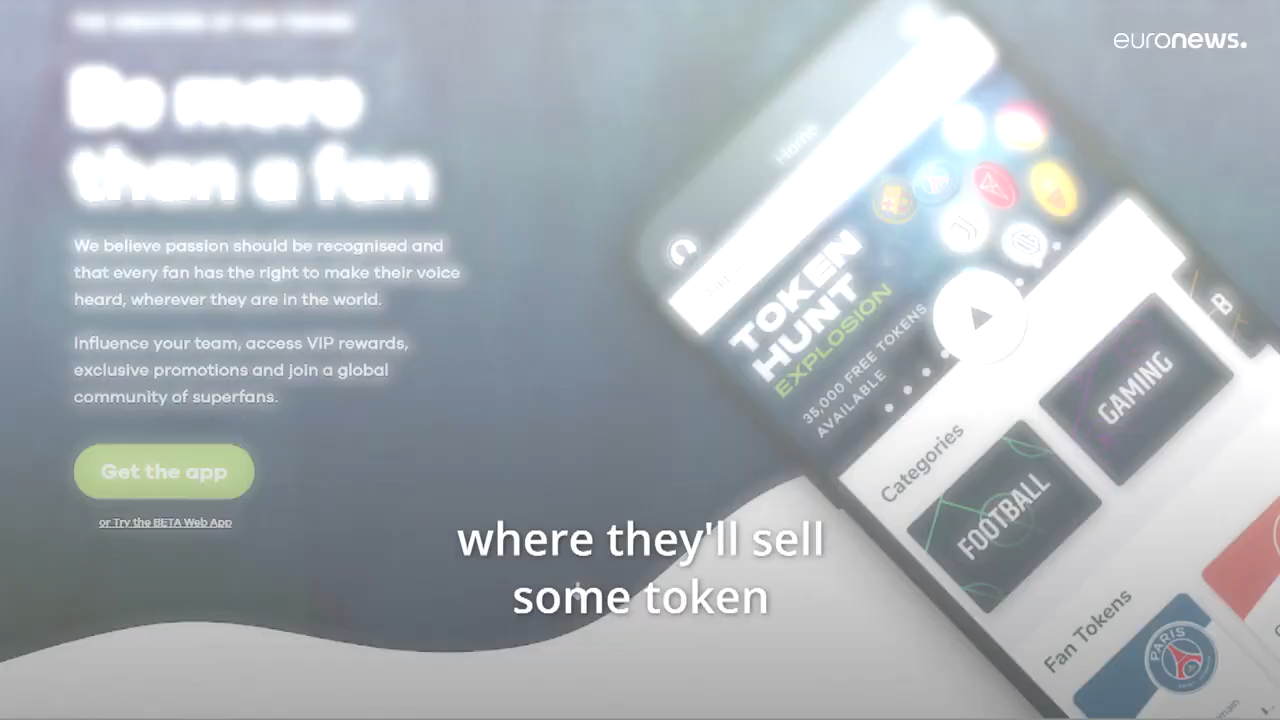 euronews.
Be more
than a fan
We believe passion should be recognised and
that every fan has the right to make their voice
heard, wherever they are in the world.
Influence your team, access VIP rewards,
exclusive promotions and join a global
community of superfans.
Get the app
or Try the BETA Web App
Home
TOKEN
HUNT
EXPLOSION
35,000 FREE TOKENS
AVAILABLE
B
Categories
FOOTBALL
GAMING
Fan Tokens
PARIS
where they'll sell
some token